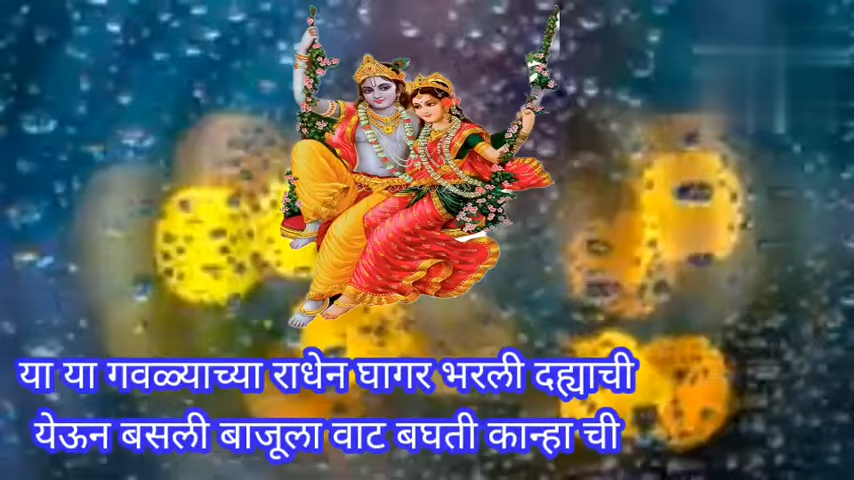 या या गवळ्याच्या राधेन घागर भरली दह्याची
येऊन बसली बाजूला वाट बघती कान्हा ची